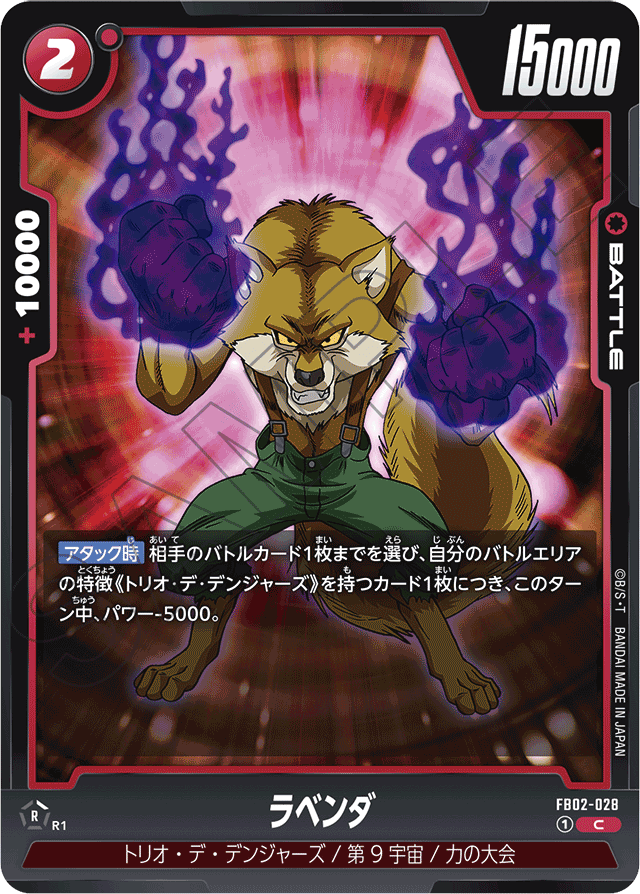 2
15000
+10000
BATTLE
SAMPLE
アタック時 相手のバトルカード1枚までを選び、自分のバトルエリア
の特徴《トリオ・デ・デンジャーズ》を持つカード1枚につき、このター
ン中、パワー-5000。
©B/S・T BANDAI MADE IN JAPAN
ラベンダ
FB02-028
R
R1
1 C
トリオ・デ・デンジャーズ / 第9宇宙 / 力の大会